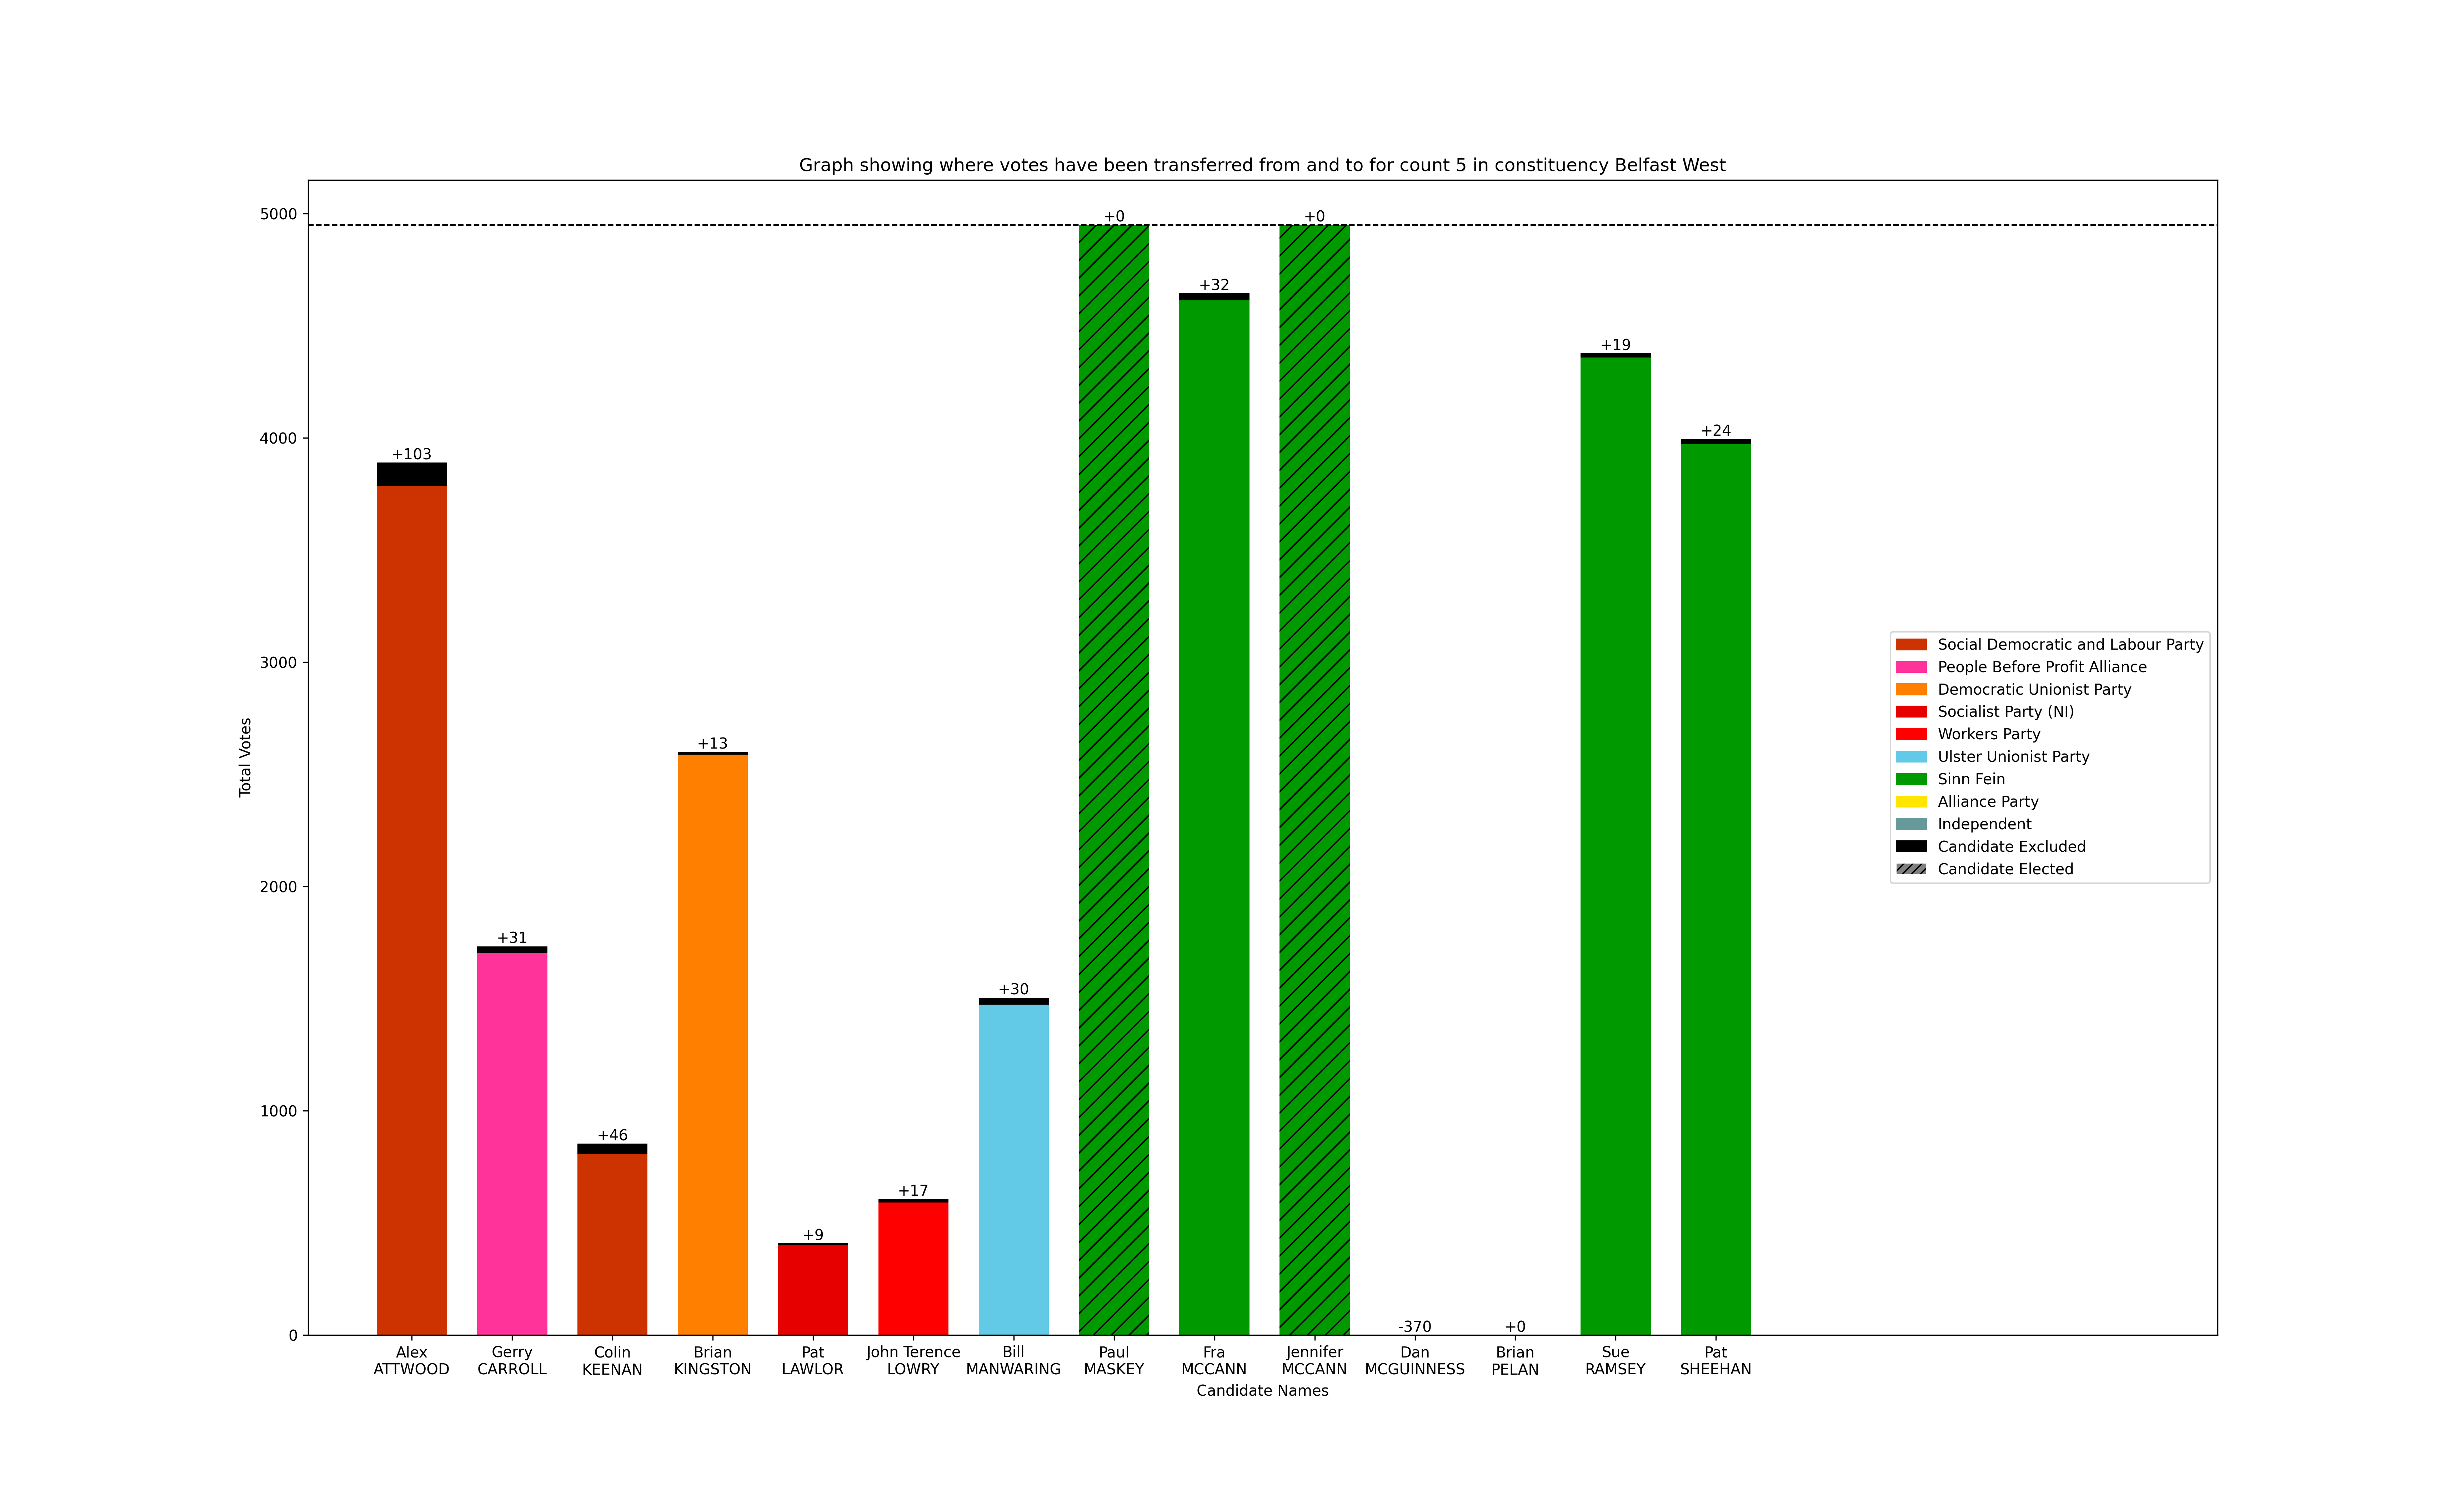 Graph showing where votes have been transferred from and to for count 5 in constituency Belfast West
Total Votes
5000
4000
3000
2000
1000
0
+103
+31
+46
+13
+9
+17
+30
+0
+32
+0
-370
+0
+19
+24
Alex
ATTWOOD
Gerry
CARROLL
Colin
KEENAN
Brian
KINGSTON
Pat
LAWLOR
John Terence
LOWRY
Bill
MANWARING
Paul
MASKEY
Fra
MCCANN
Jennifer
MCCANN
Dan
MCGUINNESS
Brian
PELAN
Sue
RAMSEY
Pat
SHEEHAN
Candidate Names
Social Democratic and Labour Party
People Before Profit Alliance
Democratic Unionist Party
Socialist Party (NI)
Workers Party
Ulster Unionist Party
Sinn Fein
Alliance Party
Independent
Candidate Excluded
Candidate Elected